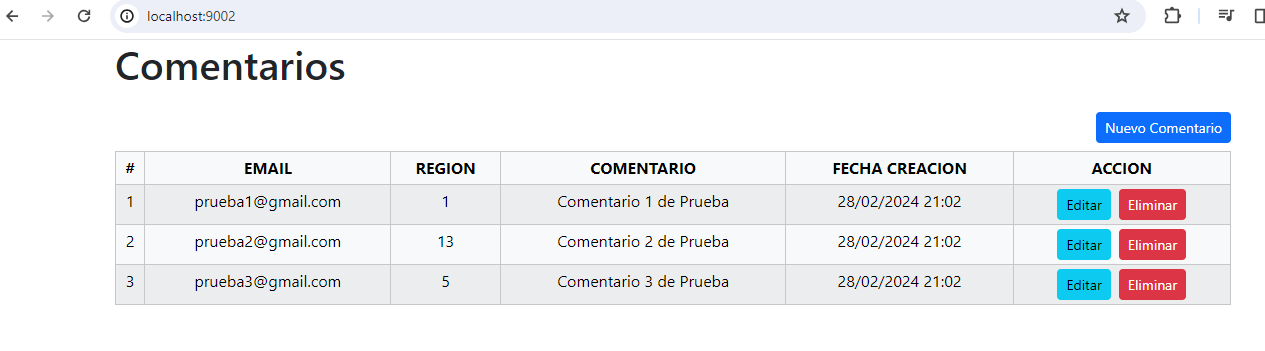 localhost:9002
Comentarios
Nuevo Comentario
# EMAIL REGION COMENTARIO FECHA CREACION ACCION
1 prueba1@gmail.com 1 Comentario 1 de Prueba 28/02/2024 21:02 Editar Eliminar
2 prueba2@gmail.com 13 Comentario 2 de Prueba 28/02/2024 21:02 Editar Eliminar
3 prueba3@gmail.com 5 Comentario 3 de Prueba 28/02/2024 21:02 Editar Eliminar